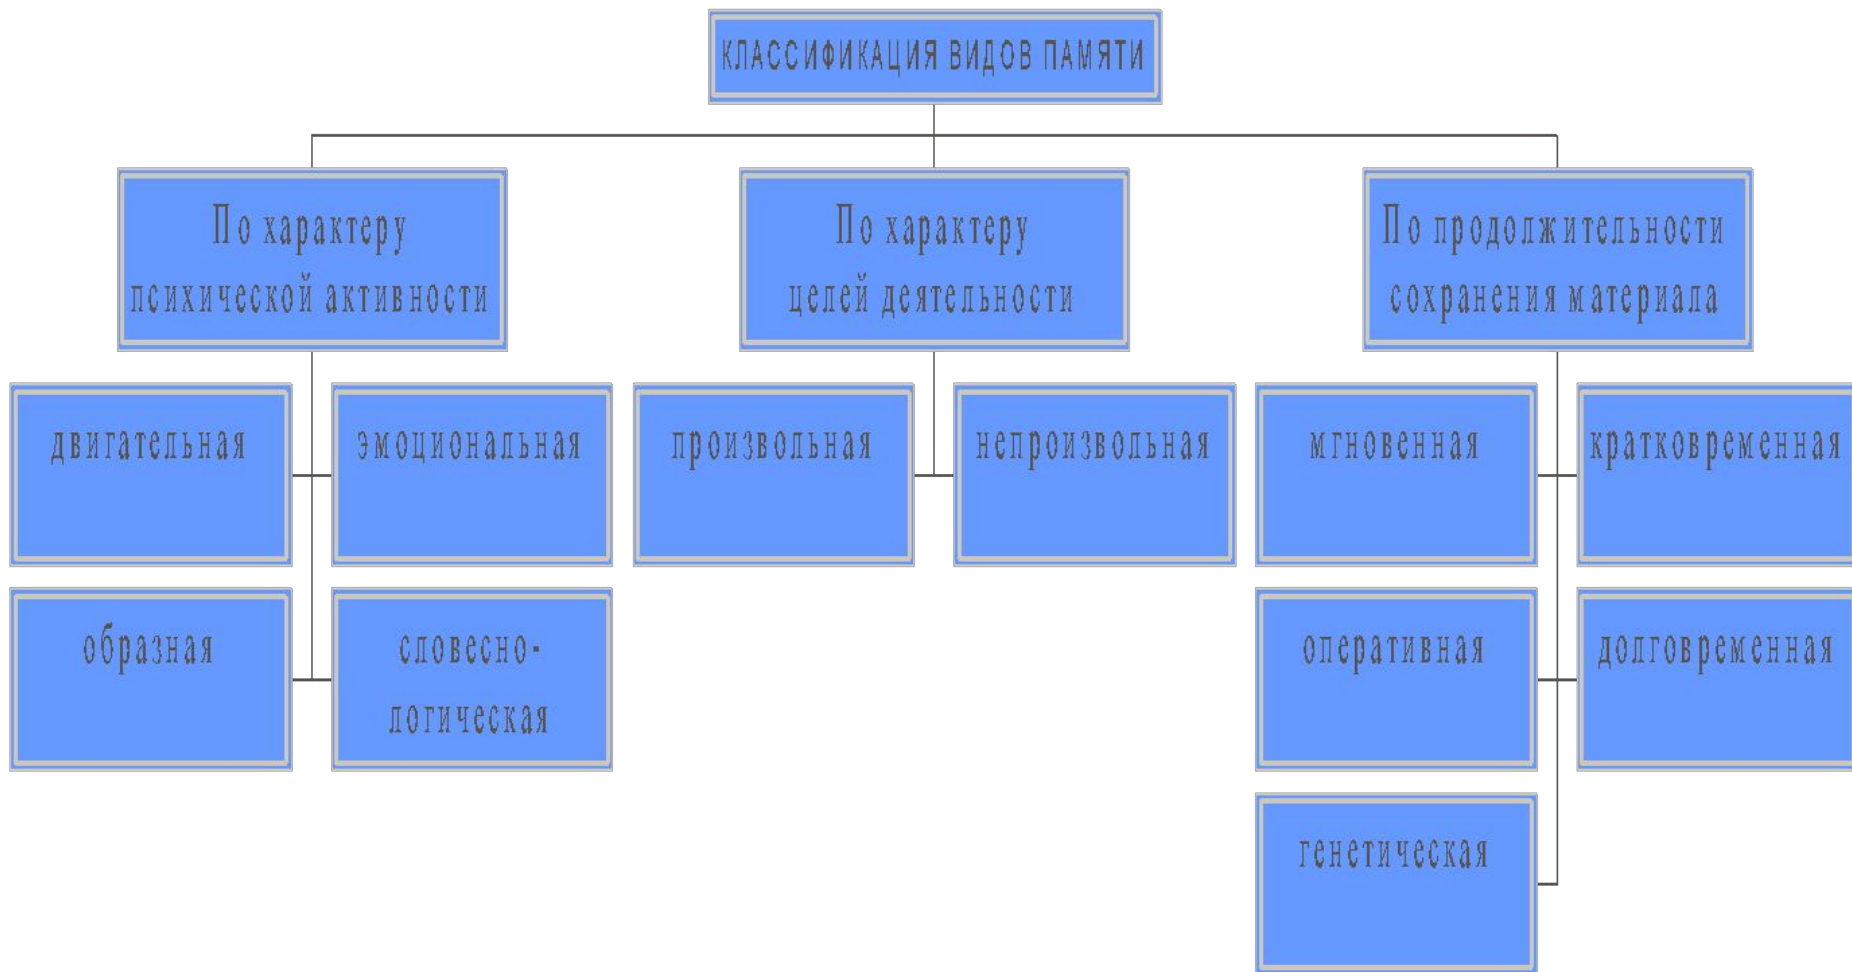 КЛАССИФИКАЦИЯ ВИДОВ ПАМЯТИ
По характеру
психической активности
По характеру
целей деятельности
По продолжительности
сохранения материала
двигательная
эмоциональная
произвольная
непроизвольная
мгновенная
кратковременная
образная
словесно-
логическая
оперативная
долговременная
генетическая